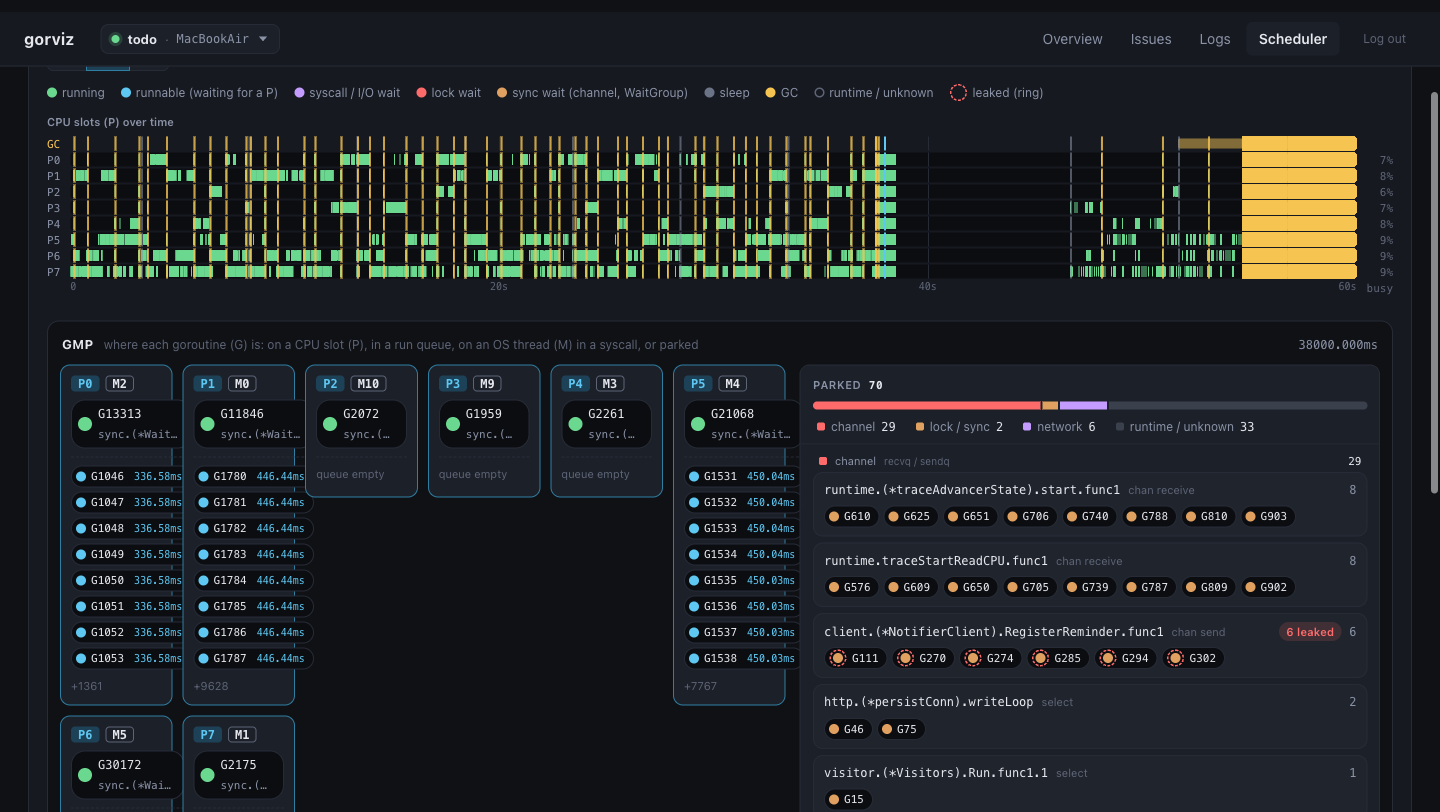 gorviz todo · MacBookAir Overview Issues Logs Scheduler Log out
running runnable (waiting for a P) syscall / I/O wait lock wait sync wait (channel, WaitGroup) sleep GC runtime / unknown leaked (ring)
CPU slots (P) over time
GC
P0 7%
P1 8%
P2 6%
P3 7%
P4 8%
P5 9%
P6 9%
P7 9%
0 20s 40s 60s busy
GMP where each goroutine (G) is: on a CPU slot (P), in a run queue, on an OS thread (M) in a syscall, or parked 38000.000ms
P0 M2
G13313
sync.(*Wait…
G1046 336.58ms
G1047 336.58ms
G1048 336.58ms
G1049 336.58ms
G1050 336.58ms
G1051 336.58ms
G1052 336.58ms
G1053 336.58ms
+1361
P1 M0
G11846
sync.(*Wait…
G1780 446.44ms
G1781 446.44ms
G1782 446.44ms
G1783 446.44ms
G1784 446.44ms
G1785 446.44ms
G1786 446.44ms
G1787 446.44ms
+9628
P2 M10
G2072
sync.(…
queue empty
P3 M9
G1959
sync.(…
queue empty
P4 M3
G2261
sync.(…
queue empty
P5 M4
G21068
sync.(*Wait…
G1531 450.04ms
G1532 450.04ms
G1533 450.04ms
G1534 450.04ms
G1535 450.03ms
G1536 450.03ms
G1537 450.03ms
G1538 450.03ms
+7767
P6 M5
G30172
sync.(*Wai…
P7 M1
G2175
sync.(…
PARKED 70
channel 29 lock / sync 2 network 6 runtime / unknown 33
channel recvq / sendq 29
runtime.(*traceAdvancerState).start.func1 chan receive 8
G610 G625 G651 G706 G740 G788 G810 G903
runtime.traceStartReadCPU.func1 chan receive 8
G576 G609 G650 G705 G739 G787 G809 G902
client.(*NotifierClient).RegisterReminder.func1 chan send 6 leaked 6
G111 G270 G274 G285 G294 G302
http.(*persistConn).writeLoop select 2
G46 G75
visitor.(*Visitors).Run.func1.1 select 1
G15